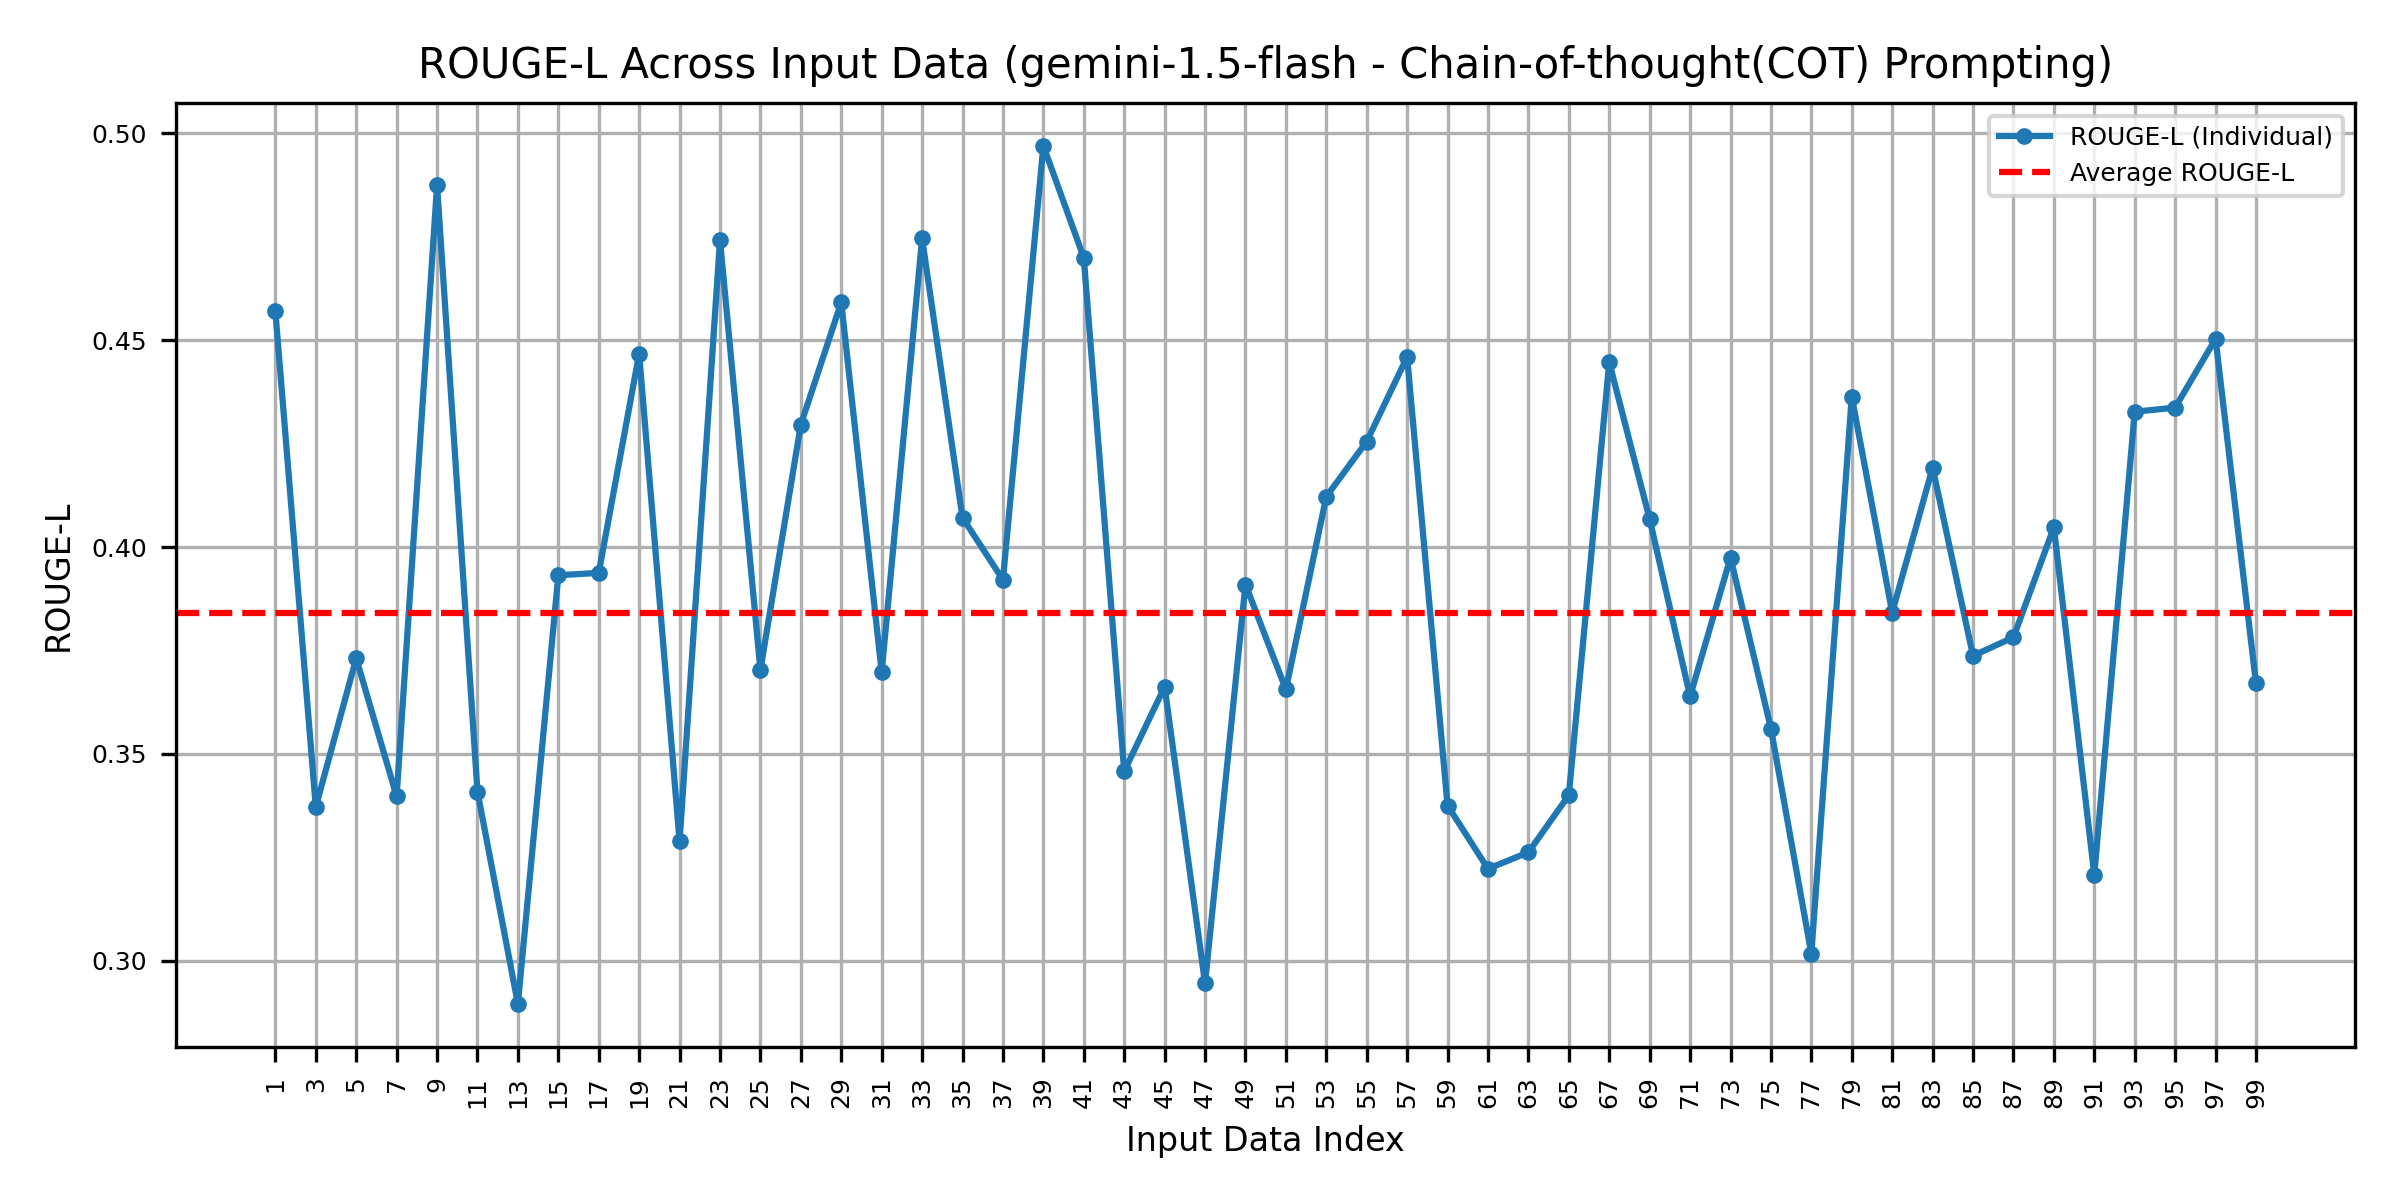 ROUGE-L Across Input Data (gemini-1.5-flash - Chain-of-thought(COT) Prompting)
ROUGE-L (Individual)
Average ROUGE-L
ROUGE-L
0.50
0.45
0.40
0.35
0.30
1 3 5 7 9 11 13 15 17 19 21 23 25 27 29 31 33 35 37 39 41 43 45 47 49 51 53 55 57 59 61 63 65 67 69 71 73 75 77 79 81 83 85 87 89 91 93 95 97 99
Input Data Index